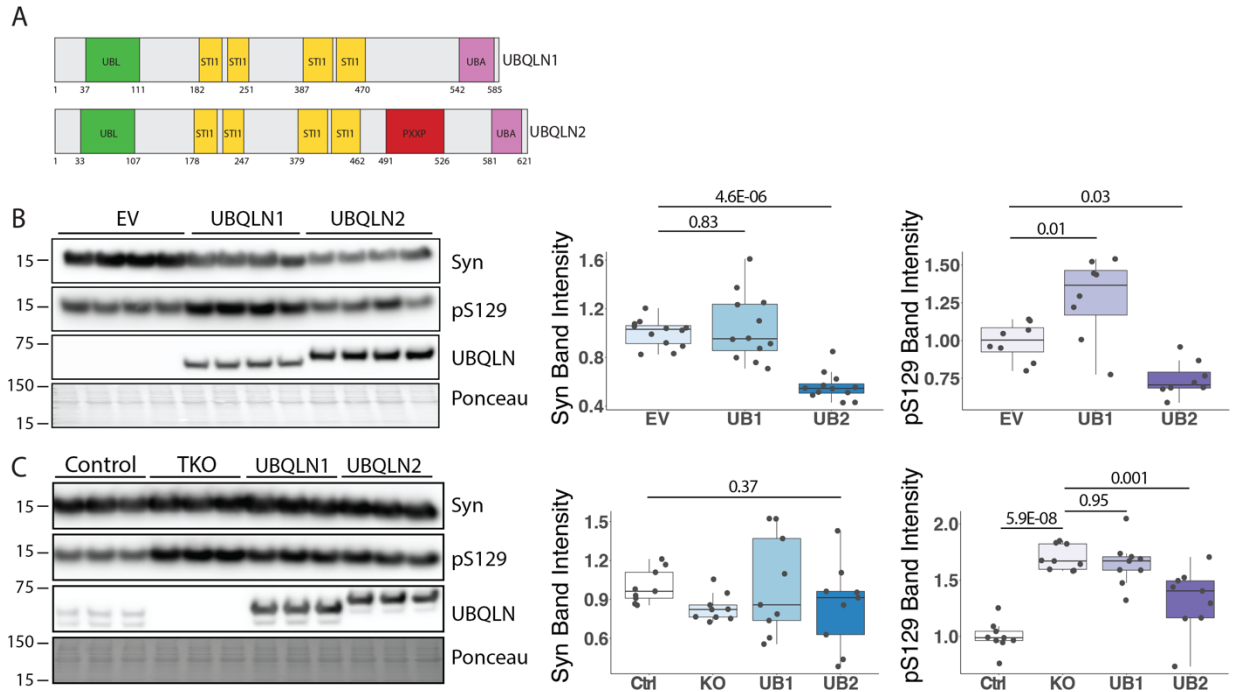 A
UBL STI1 STI1 STI1 STI1 UBA UBQLN1
1 37 111 182 251 387 470 542 585
UBL STI1 STI1 STI1 STI1 PXXP UBA UBQLN2
1 33 107 178 247 379 462 491 526 581 621
B
EV UBQLN1 UBQLN2
15 Syn
15 pS129
75 UBQLN
150 Ponceau
15
4.6E-06
0.83
Syn Band Intensity
1.6
1.2
0.8
0.4
EV UB1 UB2
0.03
0.01
pS129 Band Intensity
1.50
1.25
1.00
0.75
EV UB1 UB2
C
Control TKO UBQLN1 UBQLN2
15 Syn
15 pS129
75 UBQLN
150 Ponceau
15
0.37
Syn Band Intensity
1.5
1.2
0.9
0.6
Ctrl KO UB1 UB2
0.001
0.95
5.9E-08
pS129 Band Intensity
2.0
1.5
1.0
Ctrl KO UB1 UB2